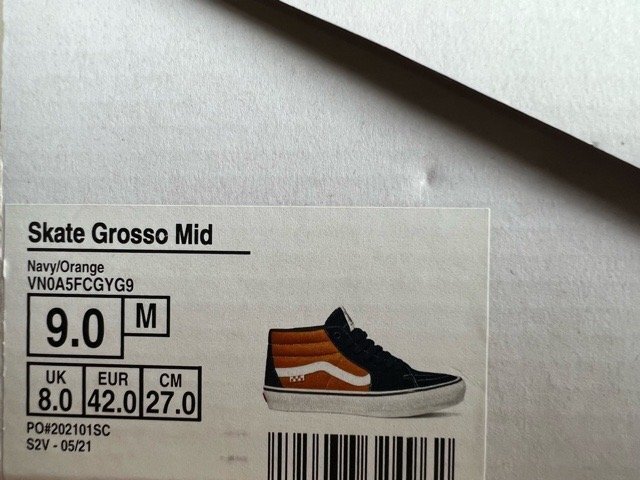 Skate Grosso Mid
Navy/Orange
VN0A5FCGYG9
9.0 M
UK EUR CM
8.0 42.0 27.0
PO#202101SC
S2V - 05/21